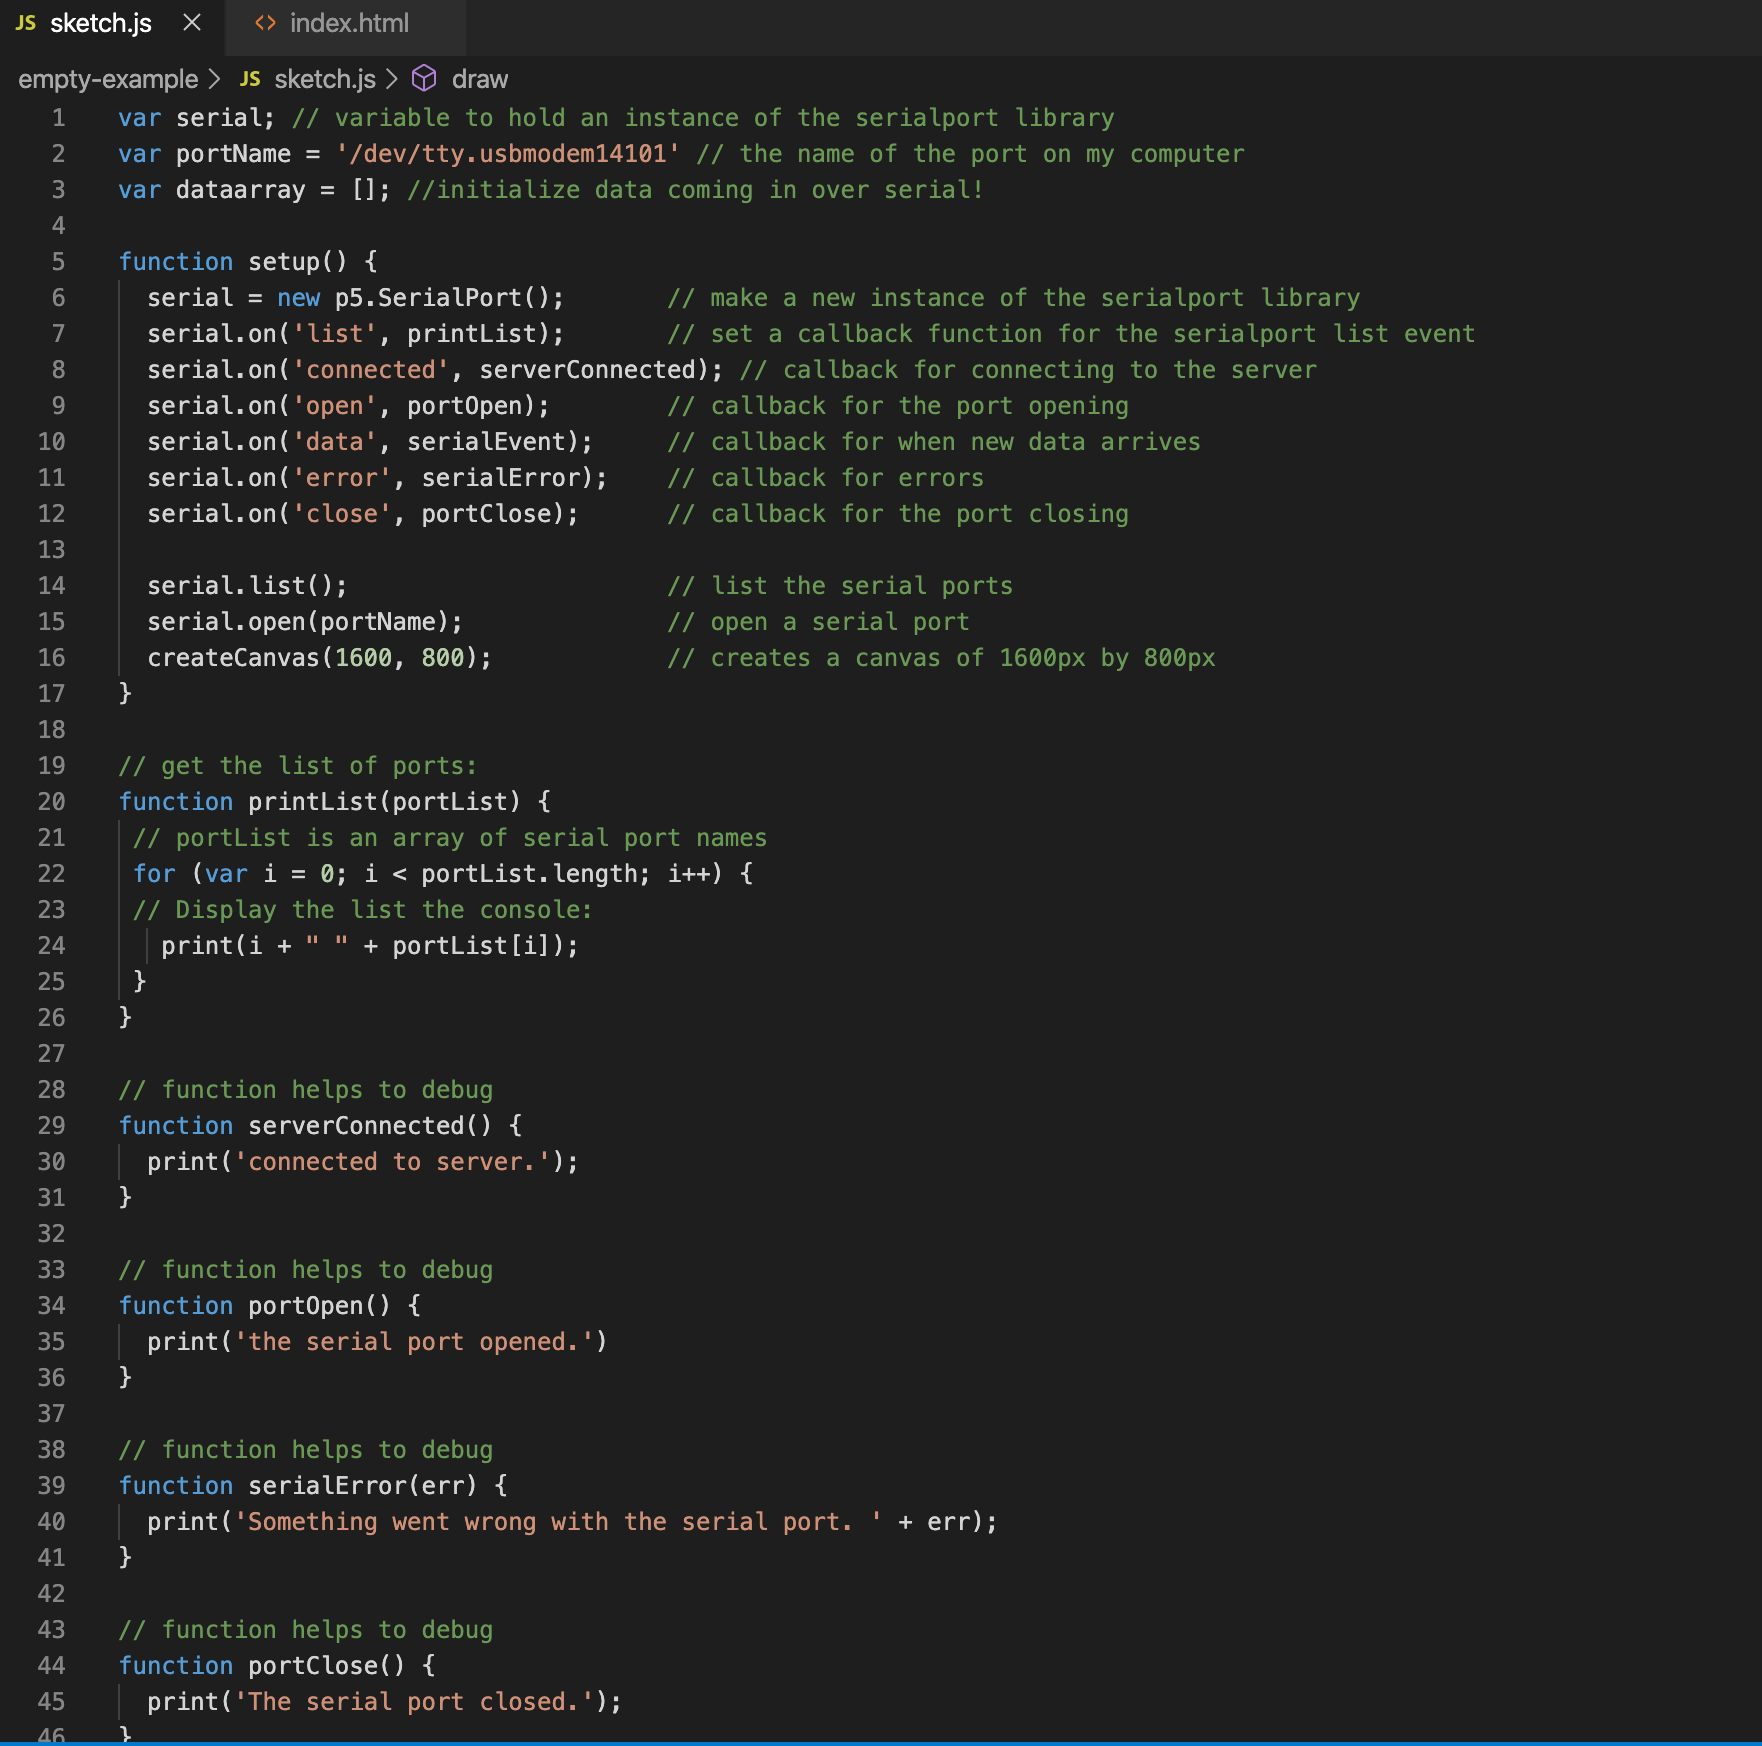 JS sketch.js × <> index.html
empty-example > JS sketch.js > draw
1 var serial; // variable to hold an instance of the serialport library
2 var portName = '/dev/tty.usbmodem14101' // the name of the port on my computer
3 var dataarray = []; //initialize data coming in over serial!
4
5 function setup() {
6   serial = new p5.SerialPort();       // make a new instance of the serialport library
7   serial.on('list', printList);       // set a callback function for the serialport list event
8   serial.on('connected', serverConnected); // callback for connecting to the server
9   serial.on('open', portOpen);        // callback for the port opening
10   serial.on('data', serialEvent);     // callback for when new data arrives
11   serial.on('error', serialError);    // callback for errors
12   serial.on('close', portClose);      // callback for the port closing
13
14   serial.list();                      // list the serial ports
15   serial.open(portName);              // open a serial port
16   createCanvas(1600, 800);            // creates a canvas of 1600px by 800px
17 }
18
19 // get the list of ports:
20 function printList(portList) {
21  // portList is an array of serial port names
22  for (var i = 0; i < portList.length; i++) {
23  // Display the list the console:
24    print(i + " " + portList[i]);
25  }
26 }
27
28 // function helps to debug
29 function serverConnected() {
30   print('connected to server.');
31 }
32
33 // function helps to debug
34 function portOpen() {
35   print('the serial port opened.')
36 }
37
38 // function helps to debug
39 function serialError(err) {
40   print('Something went wrong with the serial port. ' + err);
41 }
42
43 // function helps to debug
44 function portClose() {
45   print('The serial port closed.');
46 }